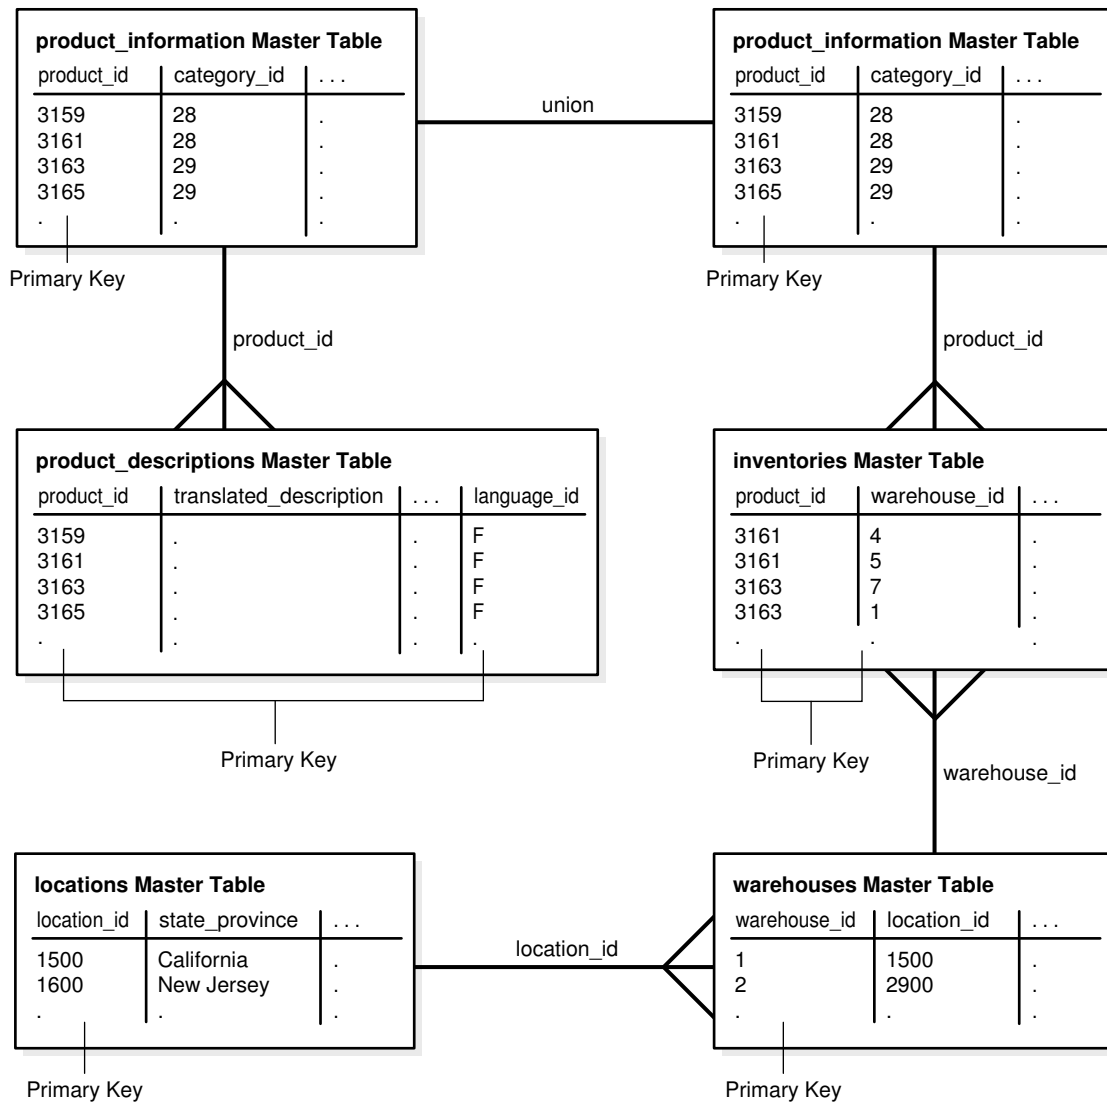 product_information Master Table
product_id category_id ...
3159 28 .
3161 28 .
3163 29 .
3165 29 .
. . .
Primary Key
union
product_information Master Table
product_id category_id ...
3159 28 .
3161 28 .
3163 29 .
3165 29 .
. . .
Primary Key
product_id
product_id
product_descriptions Master Table
product_id translated_description ... language_id
3159 . . F
3161 . . F
3163 . . F
3165 . . F
. . . .
Primary Key
inventories Master Table
product_id warehouse_id ...
3161 4 .
3161 5 .
3163 7 .
3163 1 .
. . .
Primary Key
warehouse_id
locations Master Table
location_id state_province ...
1500 California .
1600 New Jersey .
. . .
Primary Key
location_id
warehouses Master Table
warehouse_id location_id ...
1 1500 .
2 2900 .
. . .
Primary Key